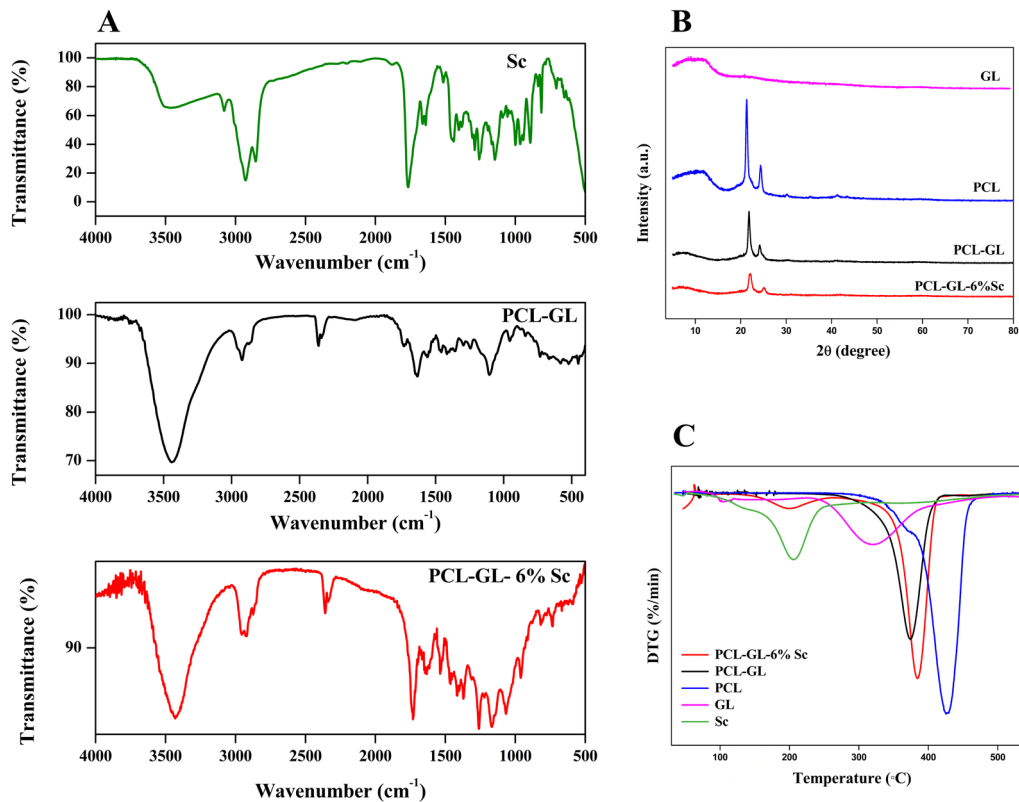 A
Transmittance (%)
100
80
60
40
20
0
Sc
4000 3500 3000 2500 2000 1500 1000 500
Wavenumber (cm-1)
Transmittance (%)
100
90
80
70
PCL-GL
4000 3500 3000 2500 2000 1500 1000 500
Wavenumber (cm-1)
Transmittance (%)
90
PCL-GL- 6% Sc
4000 3500 3000 2500 2000 1500 1000 500
Wavenumber (cm-1)
B
Intensity (a.u.)
GL
PCL
PCL-GL
PCL-GL-6%Sc
10 20 30 40 50 60 70 80
2θ (degree)
C
DTG (%/min)
PCL-GL-6% Sc
PCL-GL
PCL
GL
Sc
100 200 300 400 500
Temperature (◦C)